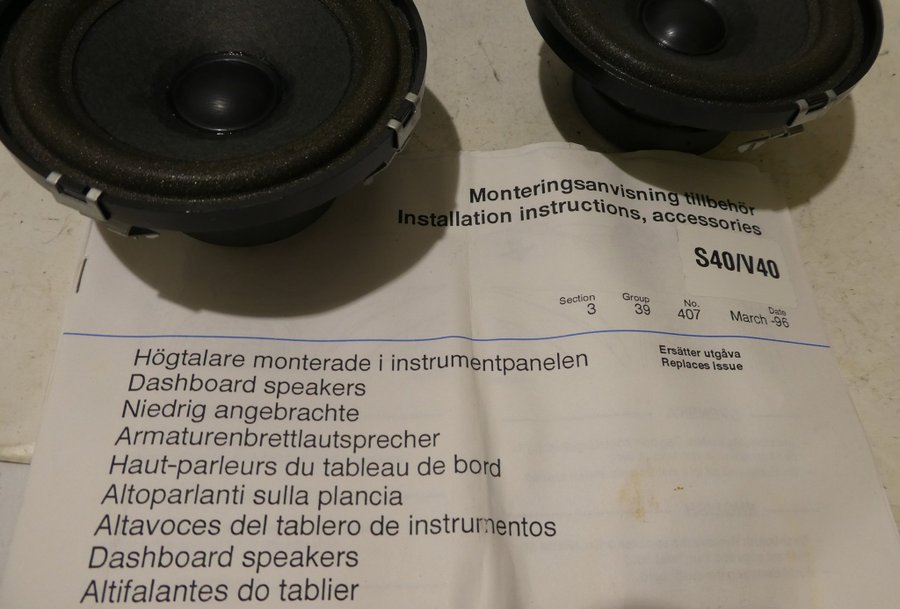 Monteringsanvisning tillbehör
Installation instructions, accessories
S40/V40
Section Group No. Date
3 39 407 March -96
Högtalare monterade i instrumentpanelen
Ersätter utgåva
Replaces issue
Dashboard speakers
Niedrig angebrachte
Armaturenbrettlautsprecher
Haut-parleurs du tableau de bord
Altoparlanti sulla plancia
Altavoces del tablero de instrumentos
Dashboard speakers
Altifalantes do tablier